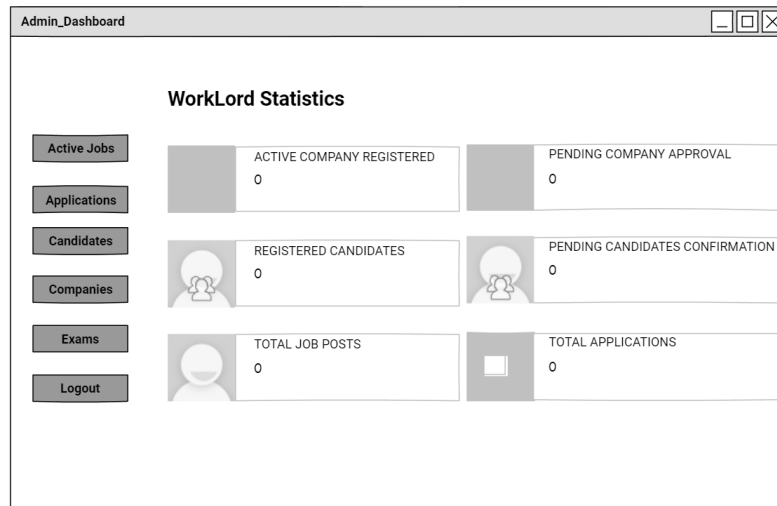 Admin_Dashboard
WorkLord Statistics
Active Jobs
Applications
Candidates
Companies
Exams
Logout
ACTIVE COMPANY REGISTERED
0
PENDING COMPANY APPROVAL
0
REGISTERED CANDIDATES
0
PENDING CANDIDATES CONFIRMATION
0
TOTAL JOB POSTS
0
TOTAL APPLICATIONS
0